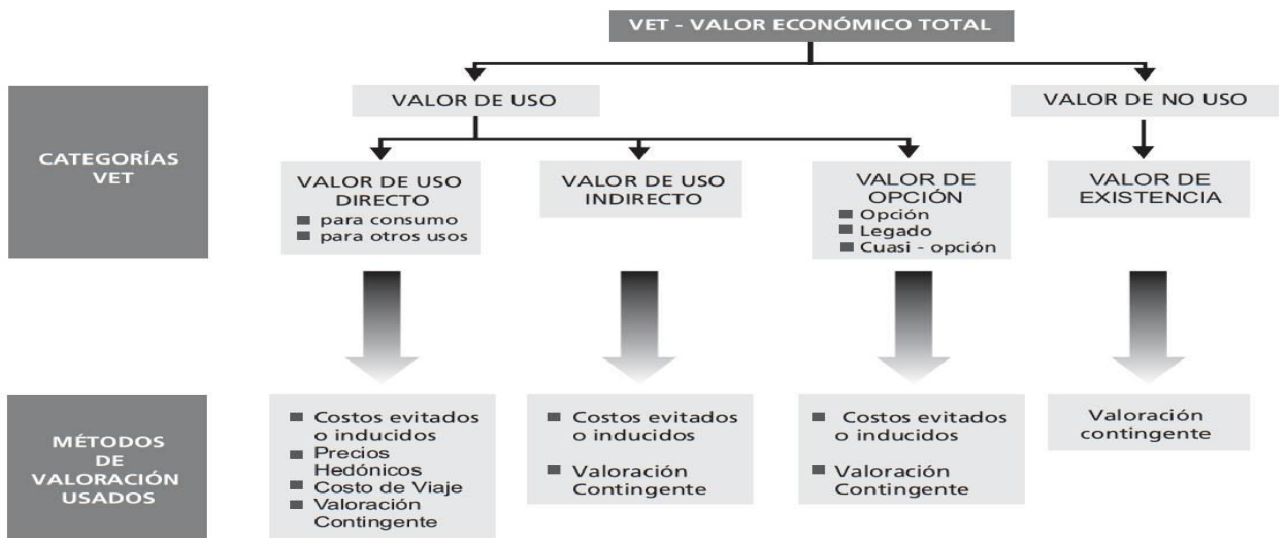 VET - VALOR ECONÓMICO TOTAL
VALOR DE USO
VALOR DE NO USO
CATEGORÍAS
VET
VALOR DE USO
DIRECTO
para consumo
para otros usos
VALOR DE USO
INDIRECTO
VALOR DE
OPCIÓN
Opción
Legado
Cuasi - opción
VALOR DE
EXISTENCIA
MÉTODOS
DE
VALORACIÓN
USADOS
Costos evitados
o inducidos
Precios
Hedónicos
Costo de Viaje
Valoración
Contingente
Costos evitados
o inducidos
Valoración
Contingente
Costos evitados
o inducidos
Valoración
Contingente
Valoración
contingente